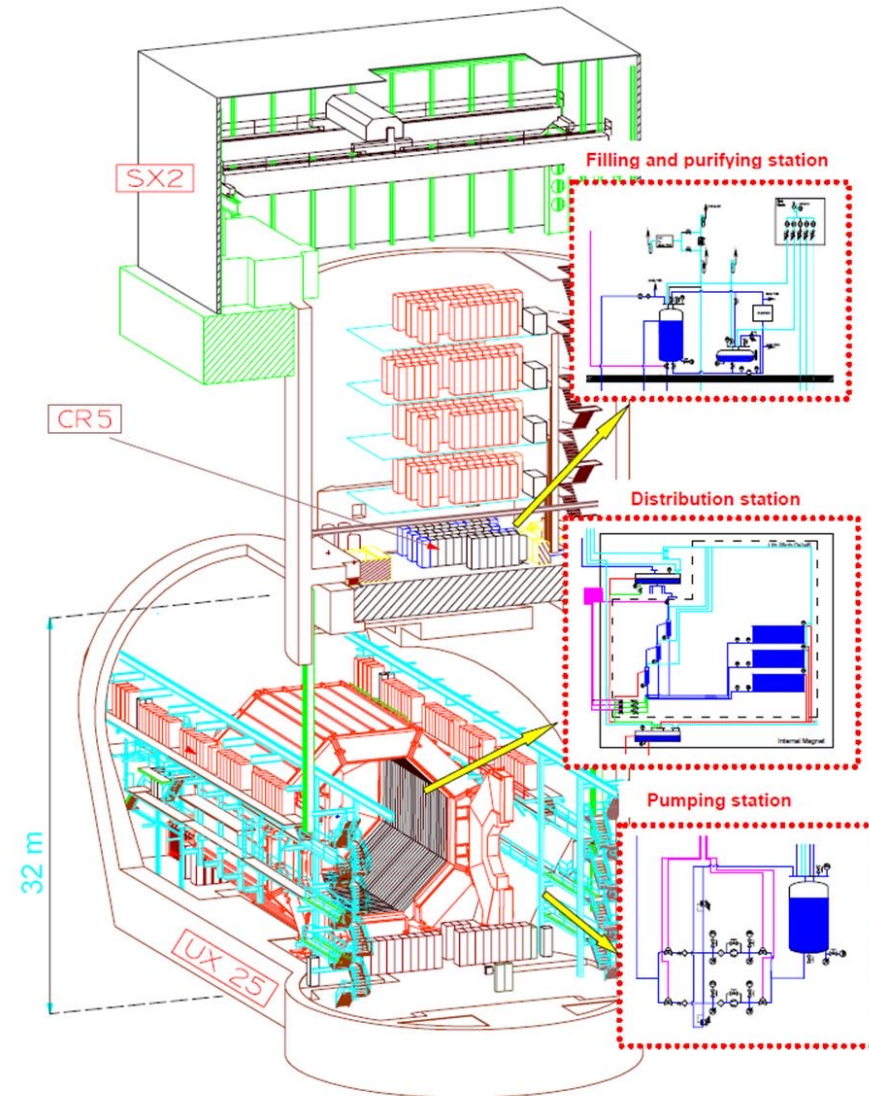 SX2
Filling and purifying station
CR5
Distribution station
Internal Magnet
Pumping station
32 m
UX 25